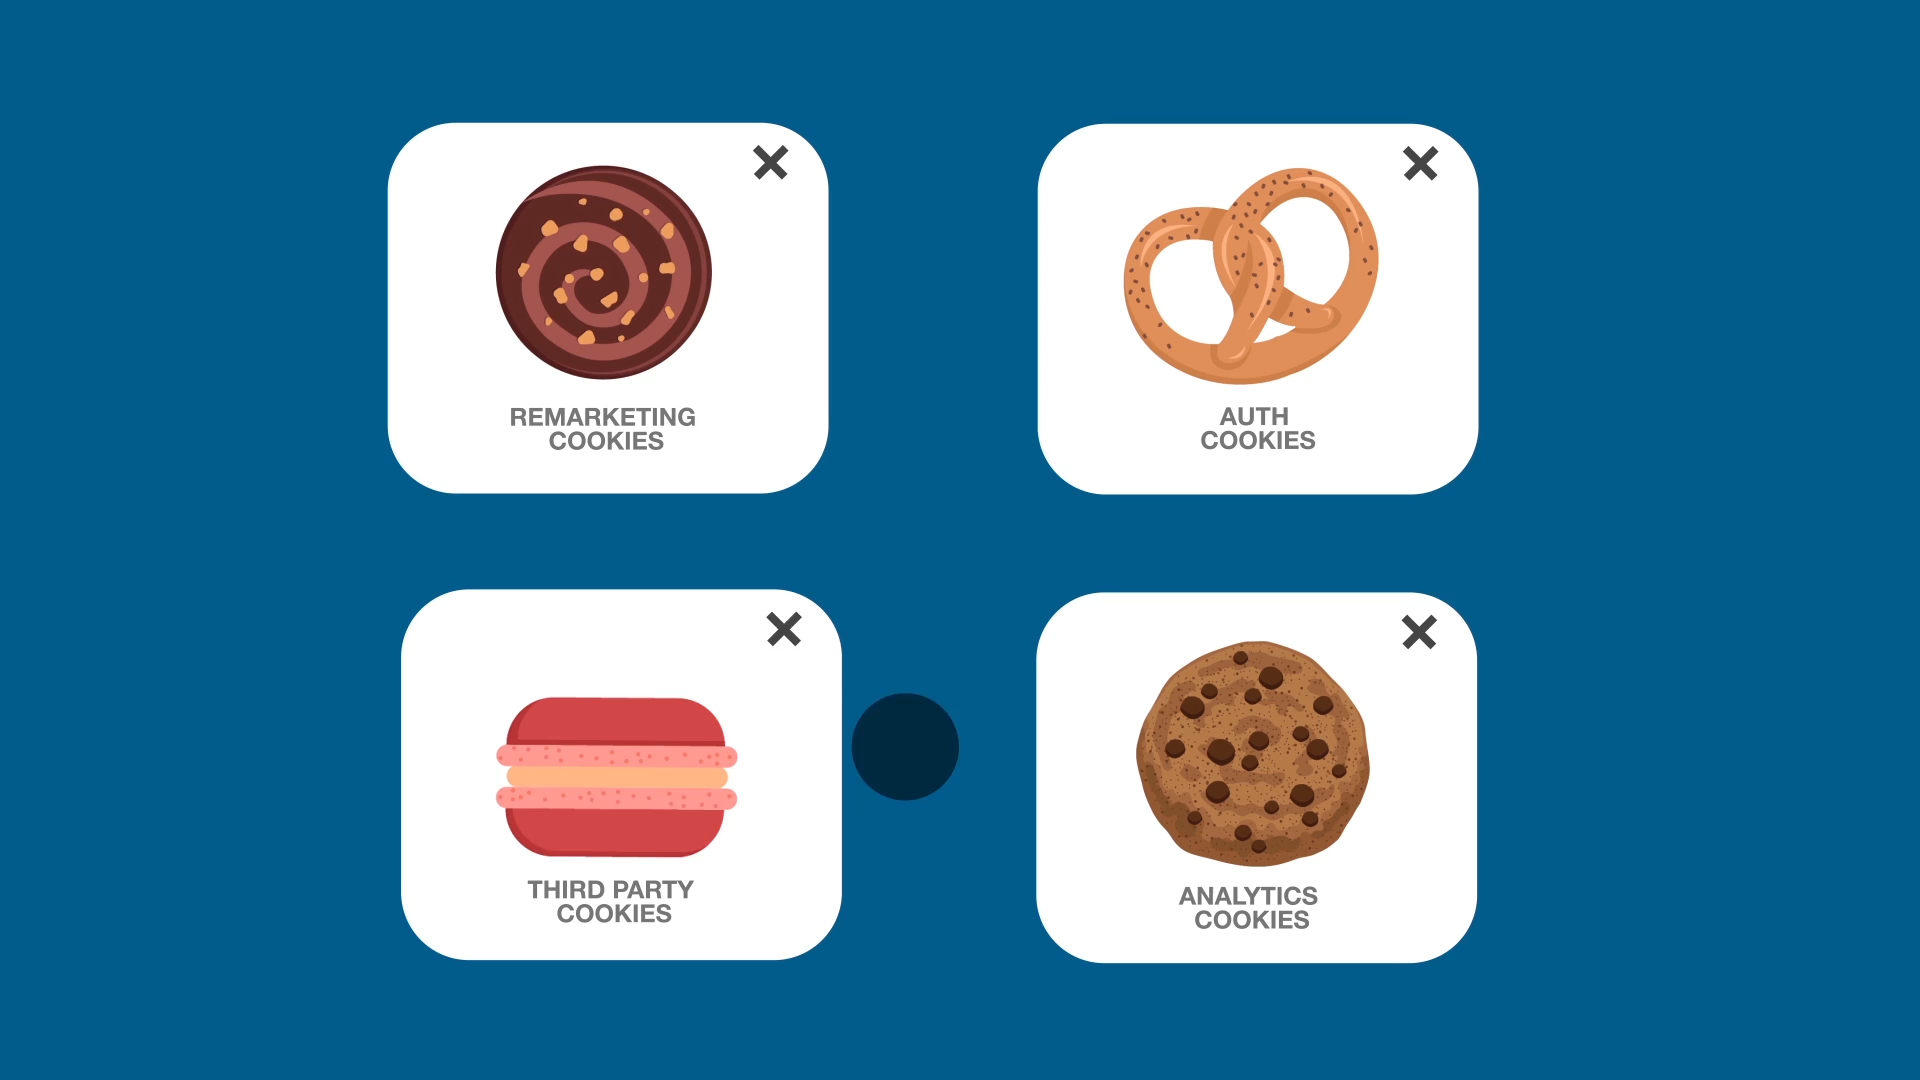 REMARKETING
COOKIES
AUTH
COOKIES
THIRD PARTY
COOKIES
ANALYTICS
COOKIES